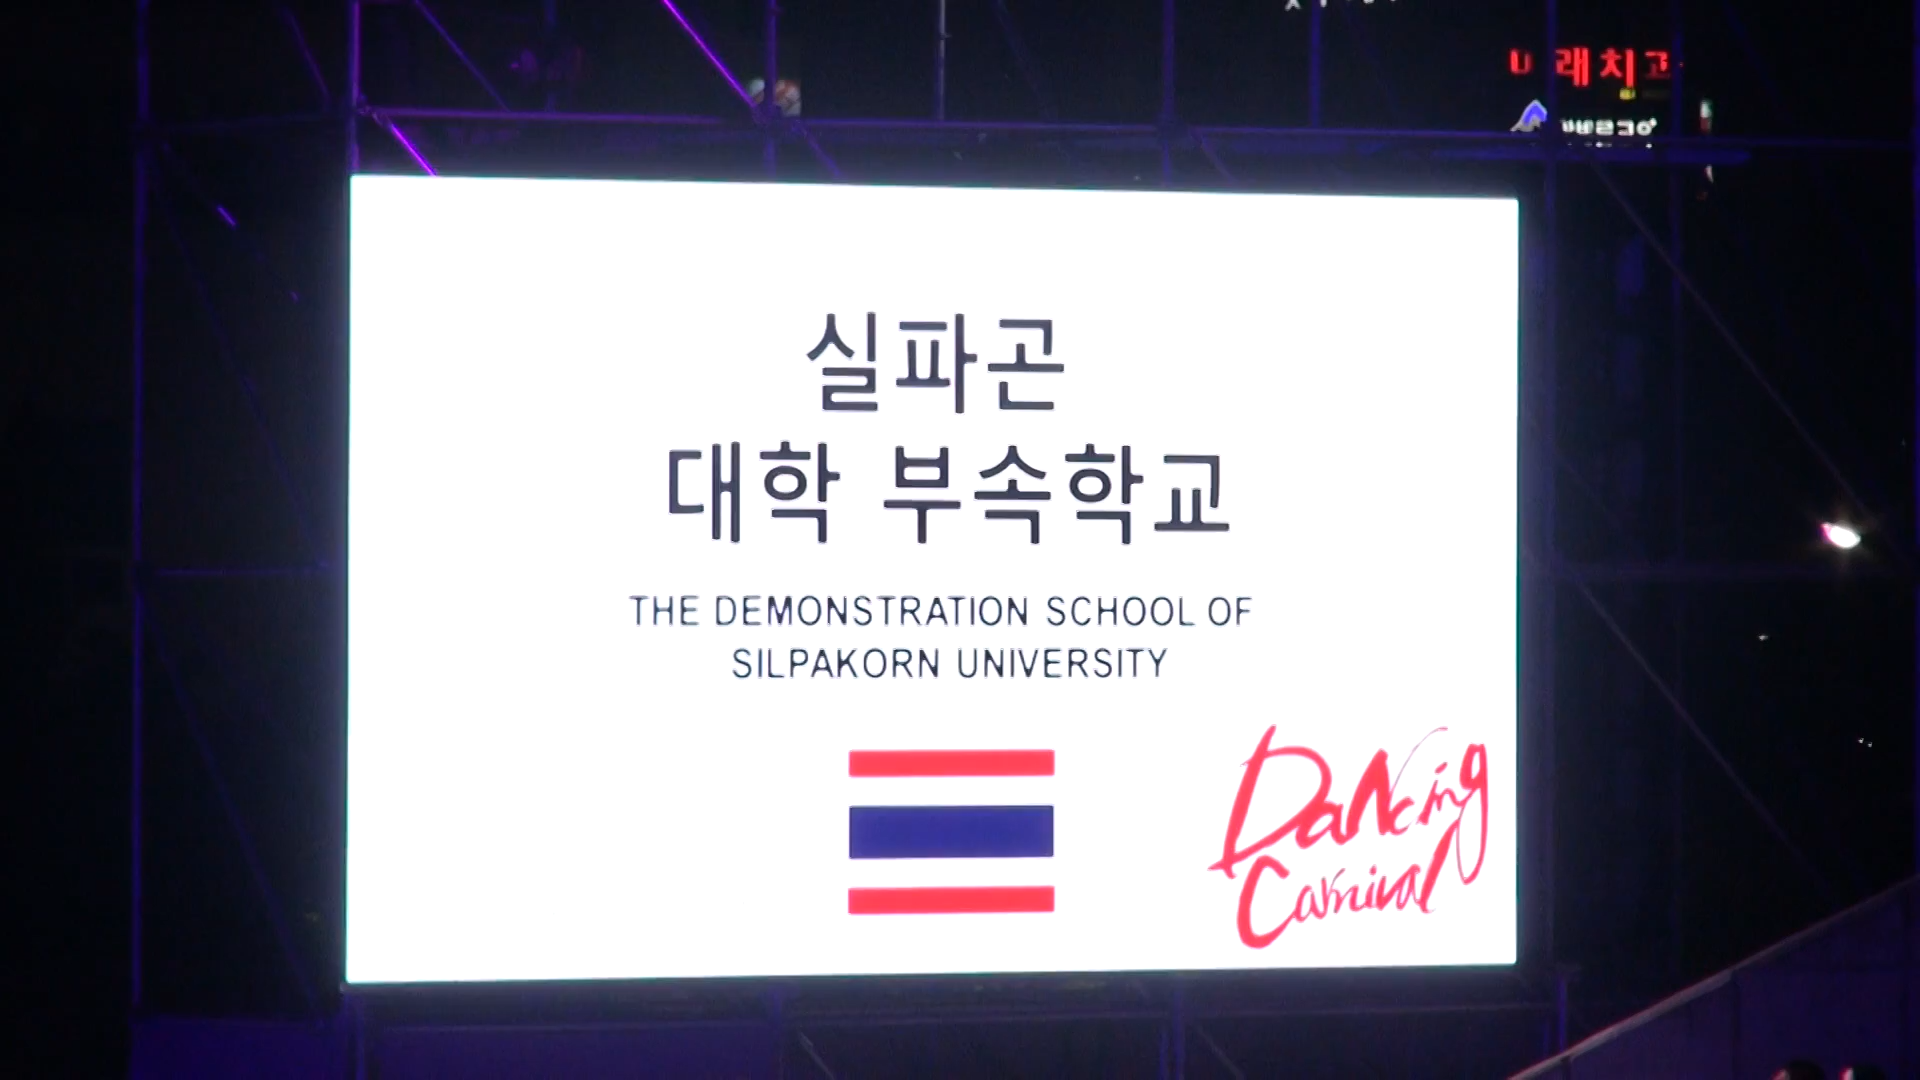 실파곤
대학 부속학교
THE DEMONSTRATION SCHOOL OF
SILPAKORN UNIVERSITY
Dancing
Carnival